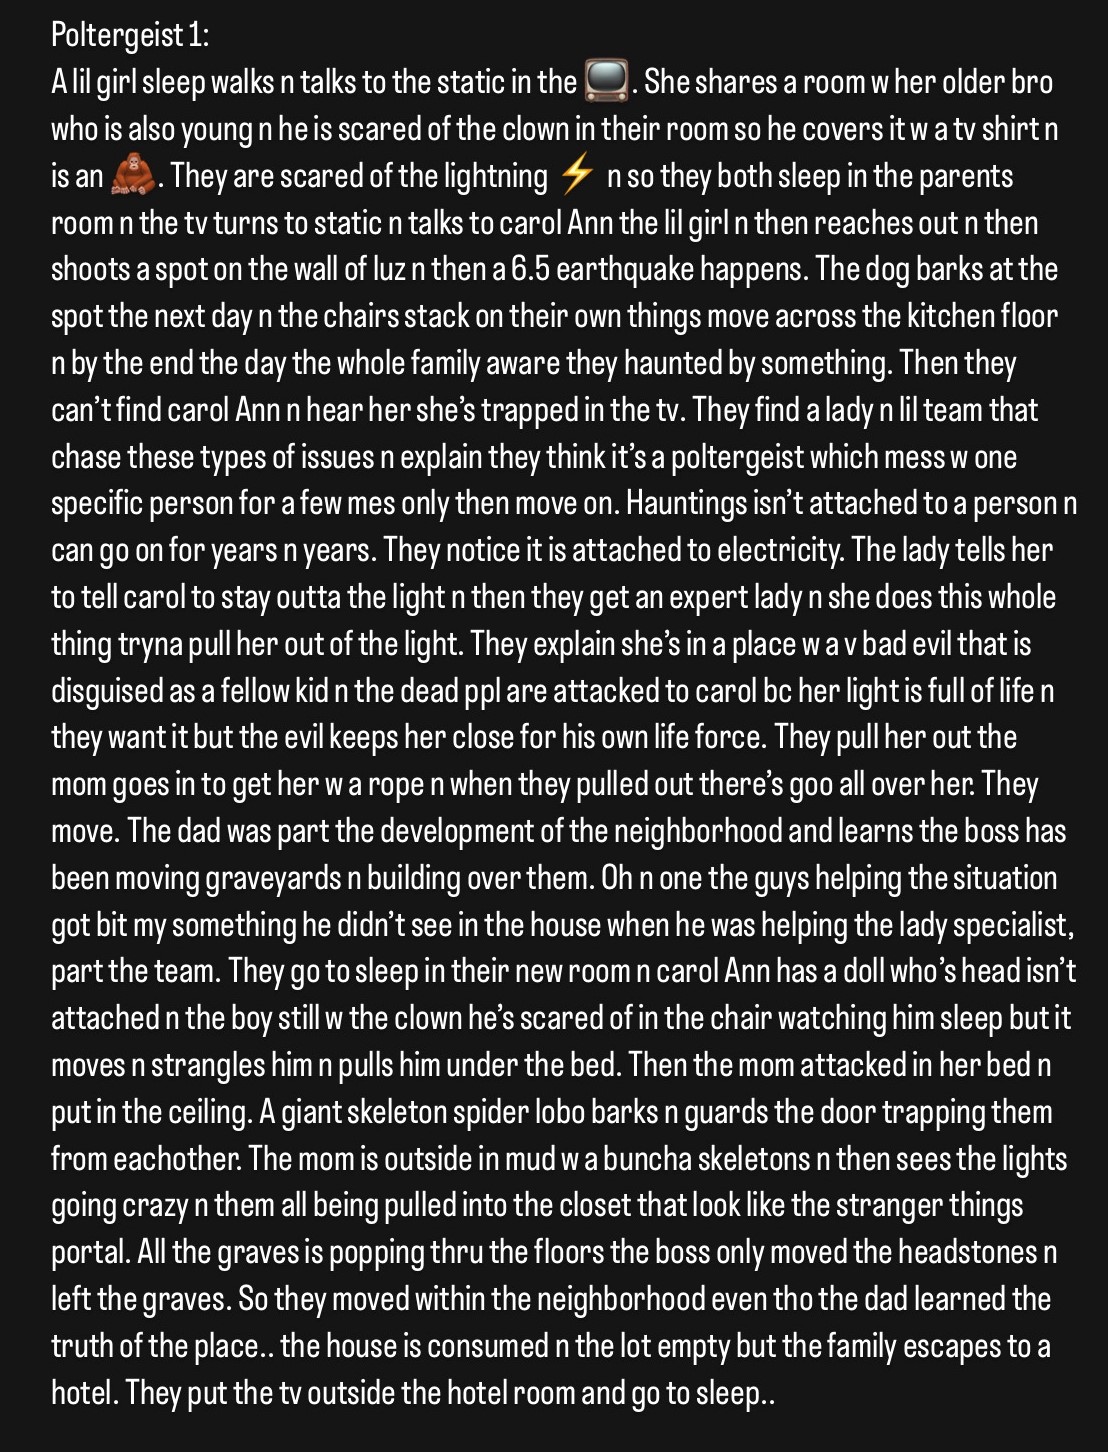 Poltergeist 1:
A lil girl sleep walks n talks to the static in the 📺. She shares a room w her older bro
who is also young n he is scared of the clown in their room so he covers it w a tv shirt n
is an 🦧. They are scared of the lightning ⚡ n so they both sleep in the parents
room n the tv turns to static n talks to carol Ann the lil girl n then reaches out n then
shoots a spot on the wall of luz n then a 6.5 earthquake happens. The dog barks at the
spot the next day n the chairs stack on their own things move across the kitchen floor
n by the end the day the whole family aware they haunted by something. Then they
can't find carol Ann n hear her she's trapped in the tv. They find a lady n lil team that
chase these types of issues n explain they think it's a poltergeist which mess w one
specific person for a few mes only then move on. Hauntings isn't attached to a person n
can go on for years n years. They notice it is attached to electricity. The lady tells her
to tell carol to stay outta the light n then they get an expert lady n she does this whole
thing tryna pull her out of the light. They explain she's in a place w a v bad evil that is
disguised as a fellow kid n the dead ppl are attacked to carol bc her light is full of life n
they want it but the evil keeps her close for his own life force. They pull her out the
mom goes in to get her w a rope n when they pulled out there's goo all over her. They
move. The dad was part the development of the neighborhood and learns the boss has
been moving graveyards n building over them. Oh n one the guys helping the situation
got bit my something he didn't see in the house when he was helping the lady specialist,
part the team. They go to sleep in their new room n carol Ann has a doll who's head isn't
attached n the boy still w the clown he's scared of in the chair watching him sleep but it
moves n strangles him n pulls him under the bed. Then the mom attacked in her bed n
put in the ceiling. A giant skeleton spider lobo barks n guards the door trapping them
from eachother. The mom is outside in mud w a buncha skeletons n then sees the lights
going crazy n them all being pulled into the closet that look like the stranger things
portal. All the graves is popping thru the floors the boss only moved the headstones n
left the graves. So they moved within the neighborhood even tho the dad learned the
truth of the place.. the house is consumed n the lot empty but the family escapes to a
hotel. They put the tv outside the hotel room and go to sleep..